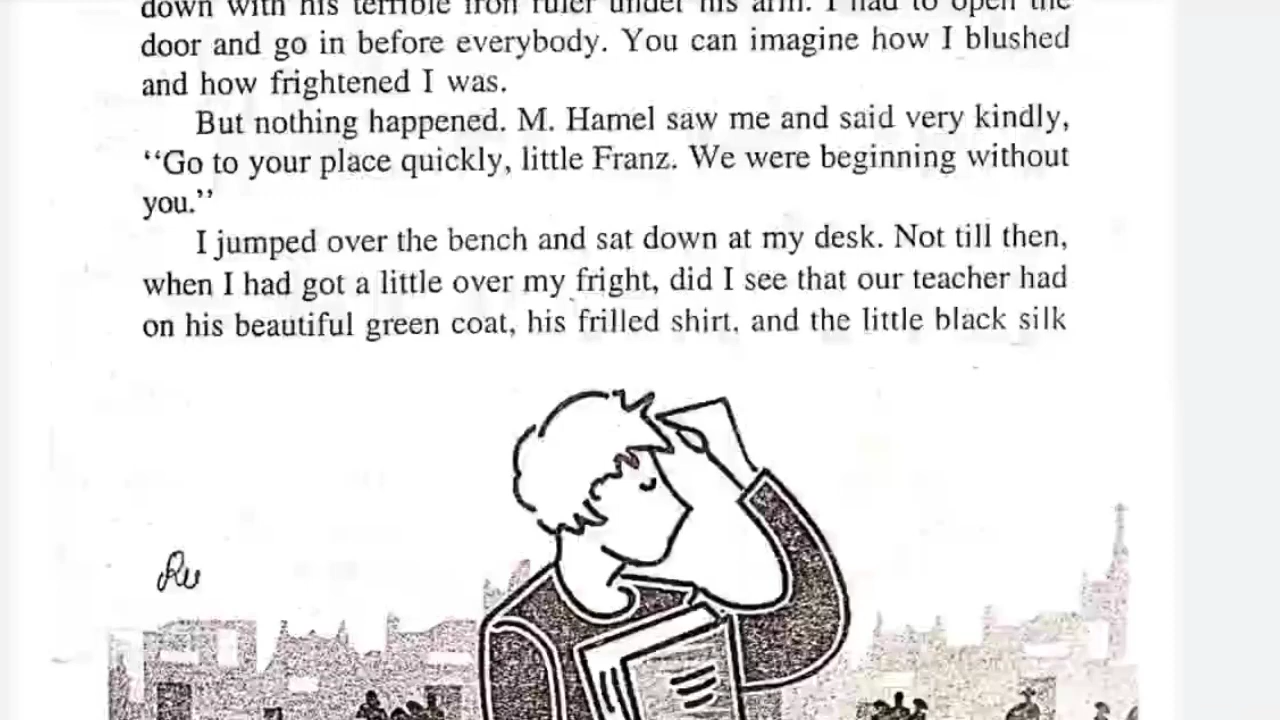 down with his terrible iron ruler under his arm. I had to open the
door and go in before everybody. You can imagine how I blushed
and how frightened I was.
But nothing happened. M. Hamel saw me and said very kindly,
“Go to your place quickly, little Franz. We were beginning without
you.”
I jumped over the bench and sat down at my desk. Not till then,
when I had got a little over my fright, did I see that our teacher had
on his beautiful green coat, his frilled shirt, and the little black silk